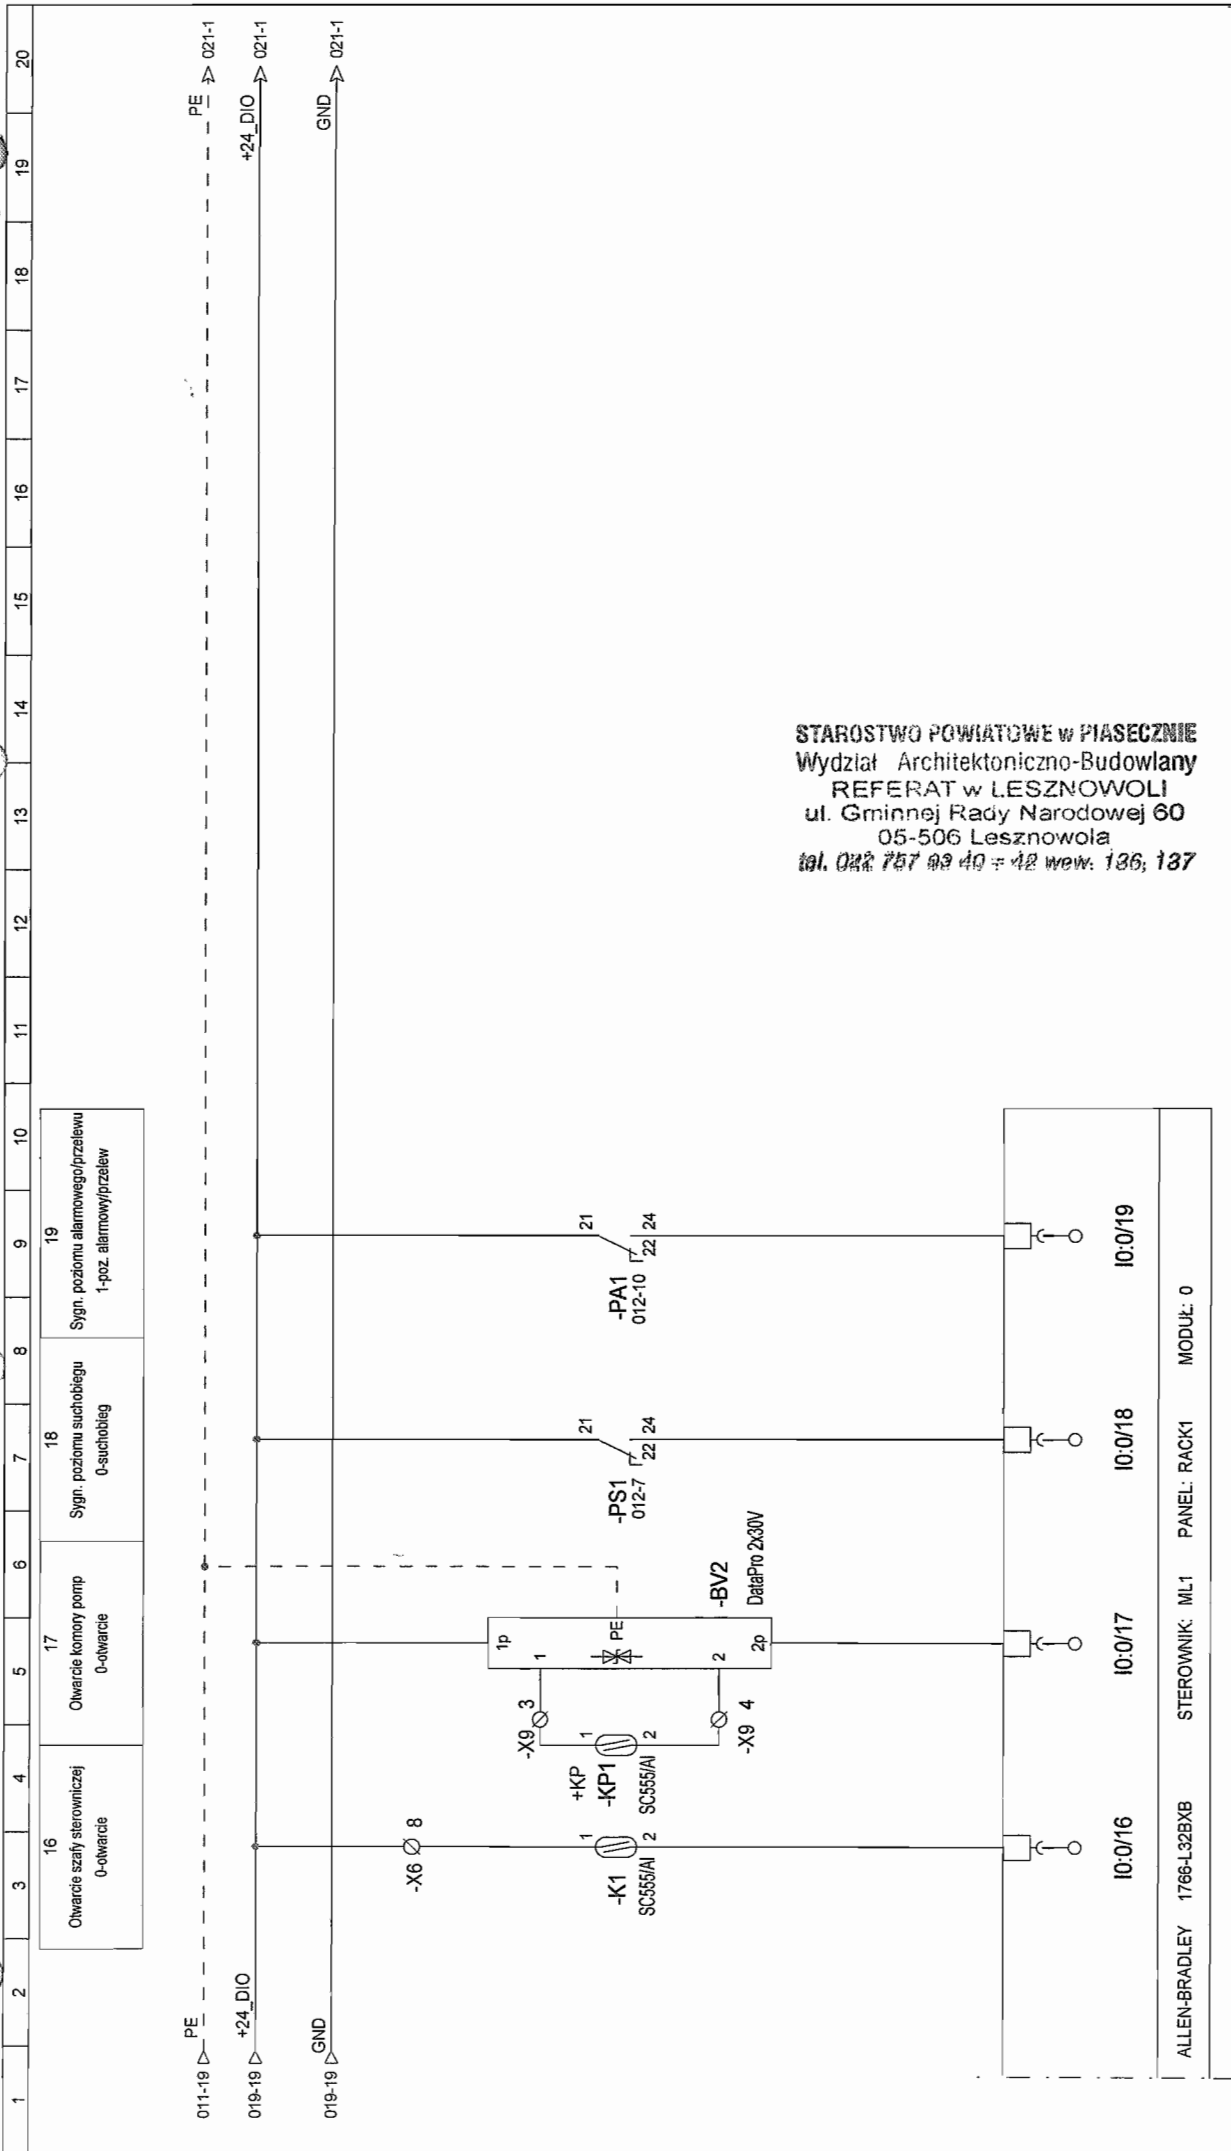 1 2 3 4 5 6 7 8 9 10 11 12 13 14 15 16 17 18 19 20
16
Otwarcie szafy sterowniczej
0-otwarcie
17
Otwarcie komory pomp
0-otwarcie
18
Sygn. poziomu suchobiegu
0-suchobieg
19
Sygn. poziomu alarmowego/przelewu
1-poz. alarmowy/przelew
011-19 PE
PE 021-1
019-19 +24_DIO
+24_DIO 021-1
019-19 GND
GND 021-1
-X6 8
-K1
SC555/AI
1
2
-X9 3
+KP
-KP1
SC555/AI
1
2
-X9 4
1p
1
PE
2
2p
-BV2
DataPro 2x30V
-PS1
012-7
21
22 24
-PA1
012-10
21
22 24
I0:0/16
I0:0/17
I0:0/18
I0:0/19
ALLEN-BRADLEY 1766-L32BXB STEROWNIK: ML1 PANEL: RACK1 MODUŁ: 0
STAROSTWO POWIATOWE w PIASECZNIE
Wydział Architektoniczno-Budowlany
REFERAT w LESZNOWOLI
ul. Gminnej Rady Narodowej 60
05-506 Lesznowola
tel. 022 757 wew. 136, 137